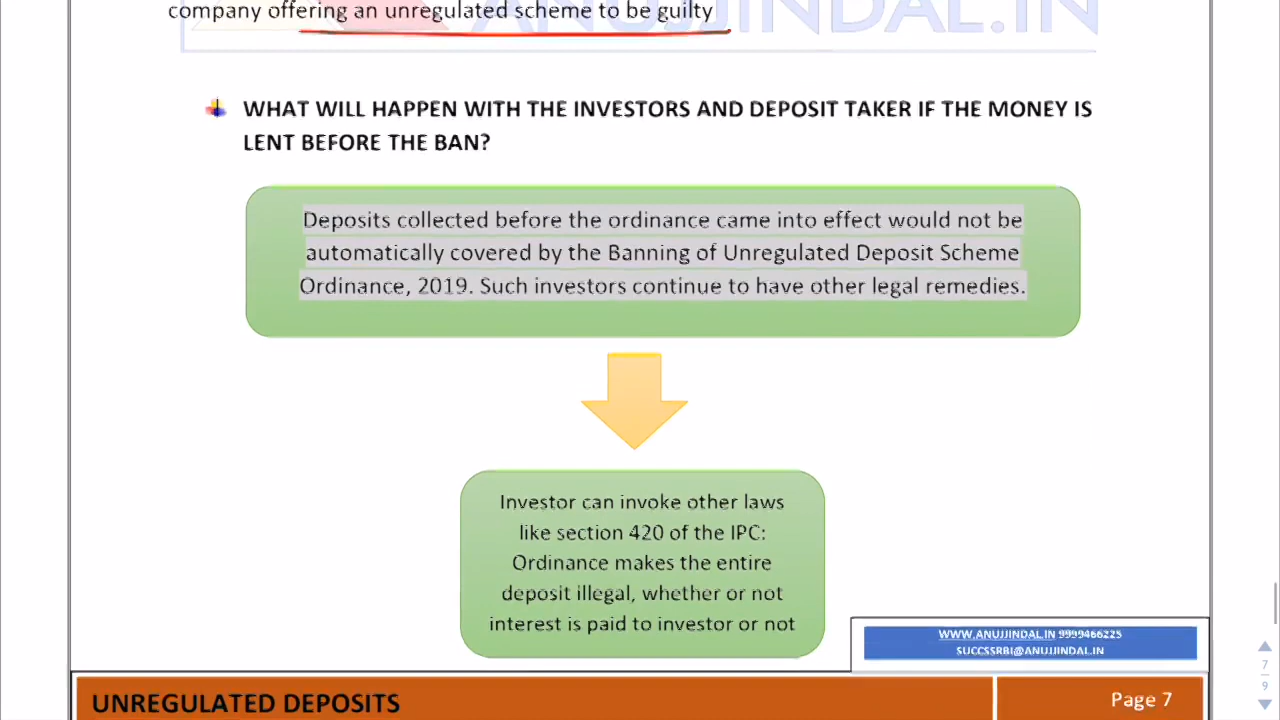 company offering an unregulated scheme to be guilty
ANUJJINDAL.IN
WHAT WILL HAPPEN WITH THE INVESTORS AND DEPOSIT TAKER IF THE MONEY IS
LENT BEFORE THE BAN?
Deposits collected before the ordinance came into effect would not be
automatically covered by the Banning of Unregulated Deposit Scheme
Ordinance, 2019. Such investors continue to have other legal remedies.
Investor can invoke other laws
like section 420 of the IPC:
Ordinance makes the entire
deposit illegal, whether or not
interest is paid to investor or not
WWW.ANUJJINDAL.IN 9999466225
SUCCSSRBI@ANUJJINDAL.IN
UNREGULATED DEPOSITS
Page 7
7
9